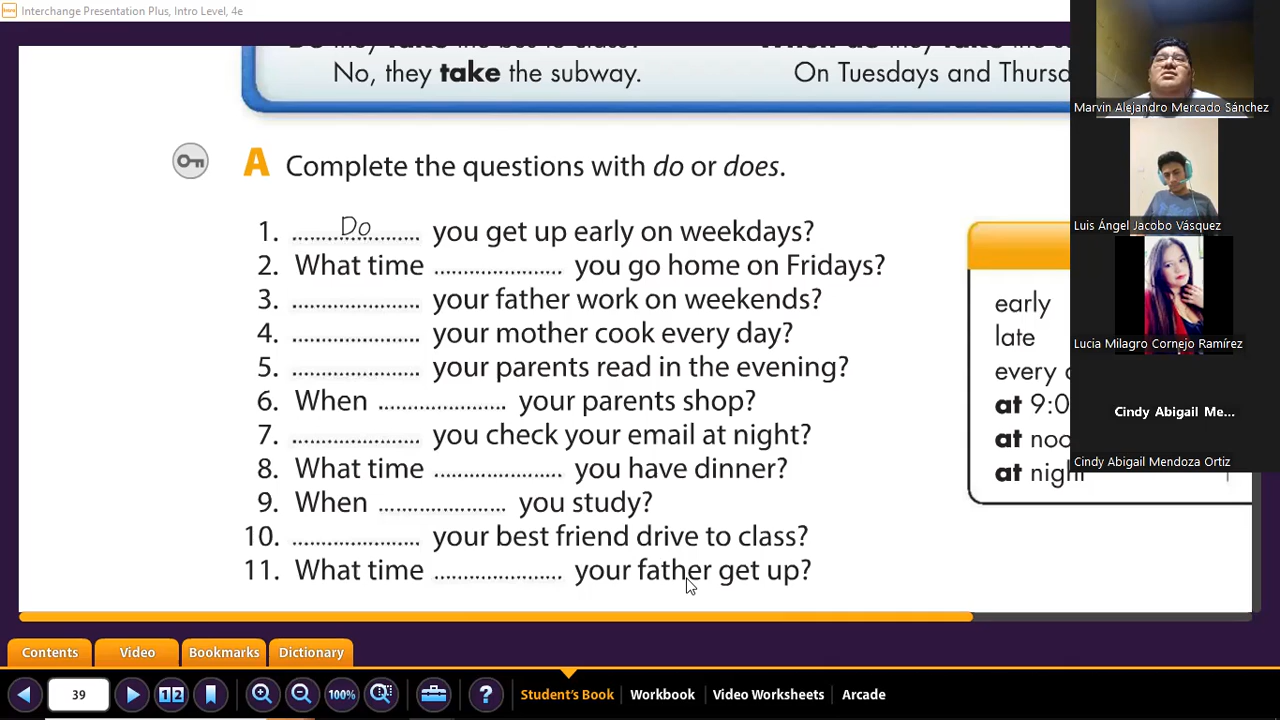 Interchange Presentation Plus, Intro Level, 4e
No, they take the subway.
On Tuesdays and Thursd
A Complete the questions with do or does.
1. Do you get up early on weekdays?
2. What time ...................... you go home on Fridays?
3. ...................... your father work on weekends?
4. ...................... your mother cook every day?
5. ...................... your parents read in the evening?
6. When ...................... your parents shop?
7. ...................... you check your email at night?
8. What time ...................... you have dinner?
9. When ...................... you study?
10. ...................... your best friend drive to class?
11. What time ...................... your father get up?
early
late
every
at 9:0
at noo
at night
Marvin Alejandro Mercado Sánchez
Luis Ángel Jacobo Vásquez
Lucia Milagro Cornejo Ramírez
Cindy Abigail Me...
Cindy Abigail Mendoza Ortiz
Contents Video Bookmarks Dictionary
39 12 100% ? Student's Book Workbook Video Worksheets Arcade